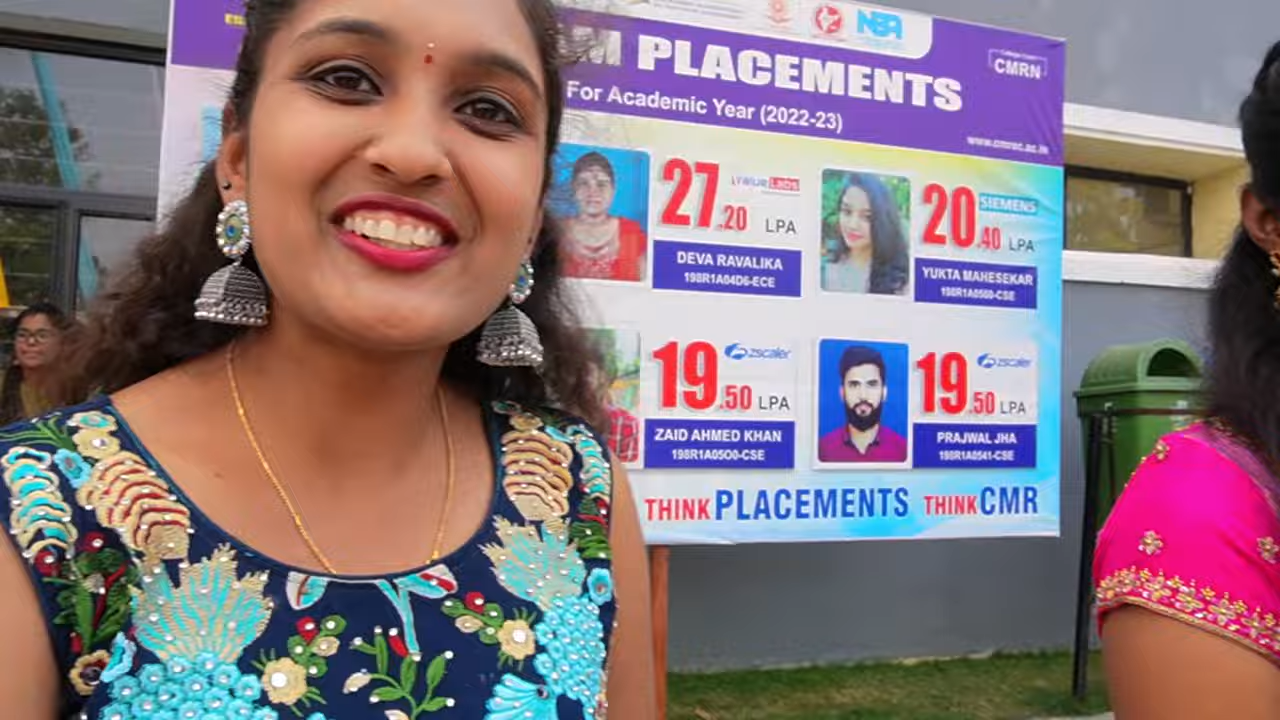 NSA
CMRN
M PLACEMENTS
For Academic Year (2022-23)
www.cmrec.ac.in
27.20 LPA
DEVA RAVALIKA
198R1A04D6-ECE
20.40 LPA
SIEMENS
YUKTA MAHESEKAR
198R1A0560-CSE
19.50 LPA
zscaler
ZAID AHMED KHAN
198R1A05O0-CSE
19.50 LPA
zscaler
PRAJWAL JHA
198R1A0541-CSE
THINK PLACEMENTS THINK CMR